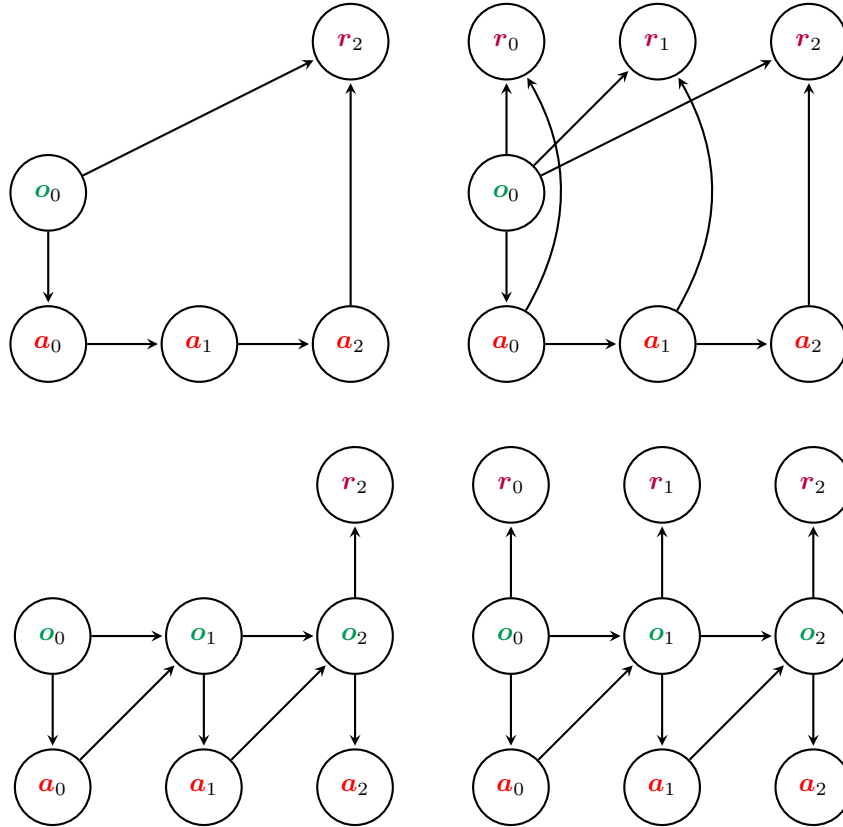 r₂ r₀ r₁ r₂
o₀ o₀
a₀ a₁ a₂ a₀ a₁ a₂
r₂ r₀ r₁ r₂
o₀ o₁ o₂ o₀ o₁ o₂
a₀ a₁ a₂ a₀ a₁ a₂